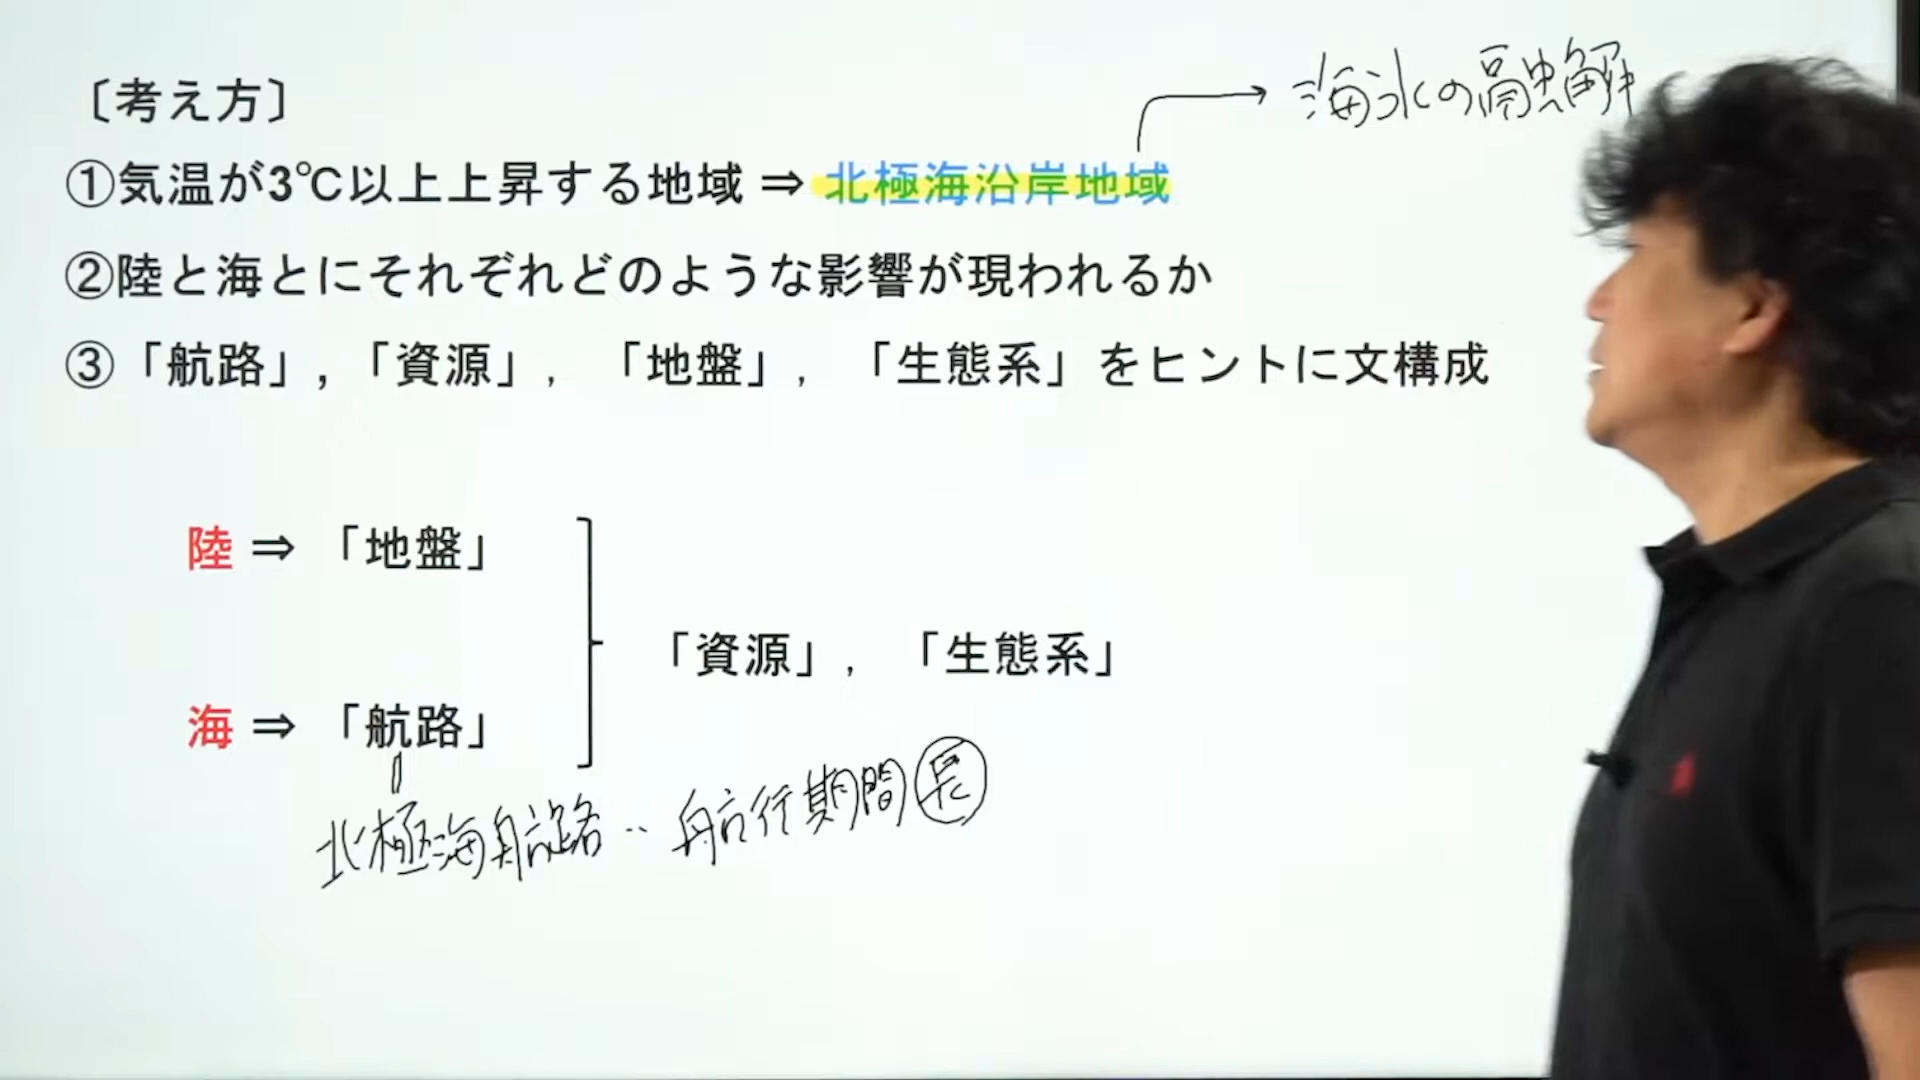 〔考え方〕
海氷の融解
①気温が3℃以上上昇する地域 ⇒ 北極海沿岸地域
②陸と海とにそれぞれどのような影響が現われるか
③「航路」,「資源」, 「地盤」, 「生態系」をヒントに文構成
陸 ⇒ 「地盤」
「資源」, 「生態系」
海 ⇒ 「航路」
北極海航路‥航行期間長